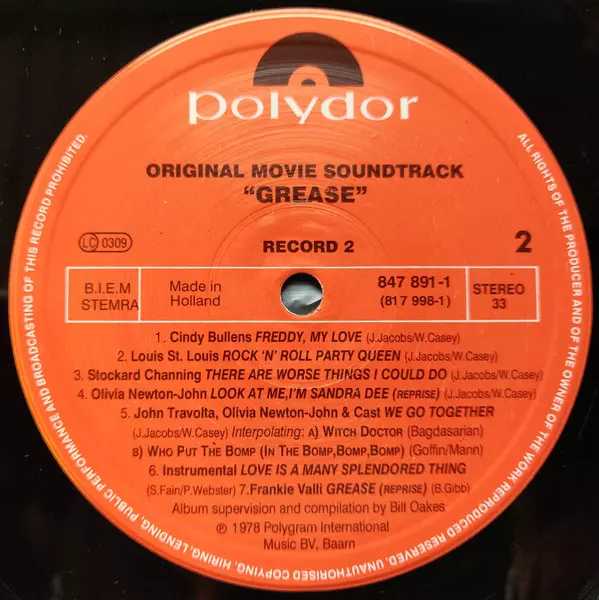 polydor
ORIGINAL MOVIE SOUNDTRACK
“GREASE”
LC 0309
RECORD 2
2
B.I.E.M
STEMRA
Made in
Holland
847 891-1
(817 998-1)
STEREO
33
1. Cindy Bullens FREDDY, MY LOVE (J.Jacobs/W.Casey)
2. Louis St. Louis ROCK 'N' ROLL PARTY QUEEN (J.Jacobs/W.Casey)
3. Stockard Channing THERE ARE WORSE THINGS I COULD DO (J.Jacobs/W.Casey)
4. Olivia Newton-John LOOK AT ME,I'M SANDRA DEE (REPRISE) (J.Jacobs/W.Casey)
5. John Travolta, Olivia Newton-John & Cast WE GO TOGETHER
(J.Jacobs/W.Casey) Interpolating: A) WITCH DOCTOR (Bagdasarian)
B) WHO PUT THE BOMP (IN THE BOMP,BOMP,BOMP) (Goffin/Mann)
6. Instrumental LOVE IS A MANY SPLENDORED THING
(S.Fain/P.Webster) 7.Frankie Valli GREASE (REPRISE) (B.Gibb)
Album supervision and compilation by Bill Oakes
℗ 1978 Polygram International
Music BV, Baarn
ALL RIGHTS OF THE PRODUCER AND OF THE OWNER OF THE WORK REPRODUCED RESERVED. UNAUTHORISED COPYING, HIRING, LENDING, PUBLIC PERFORMANCE AND BROADCASTING OF THIS RECORD PROHIBITED.